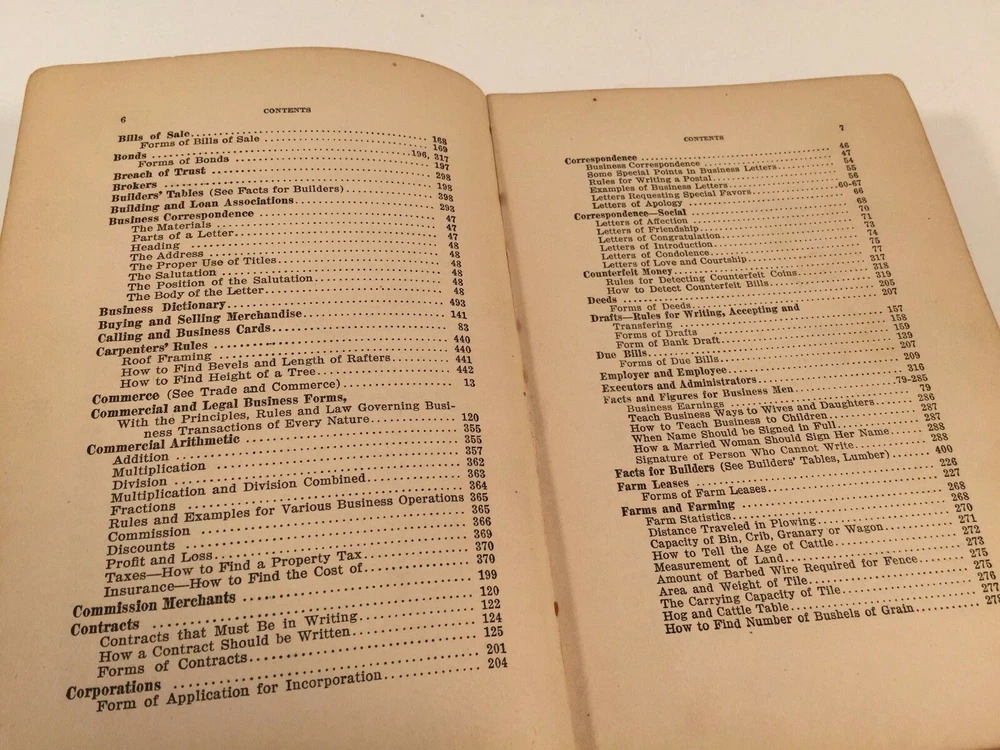 6
CONTENTS
Bills of Sale 168
Forms of Bills of Sale 169
Bonds 196, 317
Forms of Bonds 197
Breach of Trust 298
Brokers 198
Builders' Tables (See Facts for Builders) 398
Building and Loan Associations 293
Business Correspondence 47
The Materials 47
Parts of a Letter 47
Heading 48
The Address 48
The Proper Use of Titles 48
The Salutation 48
The Position of the Salutation 48
The Body of the Letter 48
Business Dictionary 493
Buying and Selling Merchandise 141
Calling and Business Cards 83
Carpenters' Rules 440
Roof Framing 440
How to Find Bevels and Length of Rafters 441
How to Find Height of a Tree 442
Commerce (See Trade and Commerce) 13
Commercial and Legal Business Forms,
With the Principles, Rules and Law Governing Busi-
ness Transactions of Every Nature 120
Commercial Arithmetic 355
Addition 355
Multiplication 357
Division 362
Multiplication and Division Combined 363
Fractions 364
Rules and Examples for Various Business Operations 365
Commission 365
Discounts 366
Profit and Loss 369
Taxes—How to Find a Property Tax 370
Insurance—How to Find the Cost of 370
Commission Merchants 199
Contracts 120
Contracts that Must Be in Writing 122
How a Contract Should be Written 124
Forms of Contracts 125
Corporations 201
Form of Application for Incorporation 204
CONTENTS
7
Correspondence 46
Business Correspondence 47
Some Special Points in Business Letters 54
Rules for Writing a Postal 55
Examples of Business Letters 56
Letters Requesting Special Favors 60-67
Letters of Apology 66
Correspondence—Social 68
Letters of Affection 70
Letters of Friendship 71
Letters of Congratulation 73
Letters of Introduction 74
Letters of Condolence 75
Letters of Love and Courtship 77
Counterfeit Money 317
Rules for Detecting Counterfeit Coins 318
How to Detect Counterfeit Bills 319
Deeds 205
Forms of Deeds 207
Drafts—Rules for Writing, Accepting and
Transferring 157
Forms of Drafts 158
Form of Bank Draft 159
Due Bills 139
Forms of Due Bills 207
Employer and Employee 209
Executors and Administrators 316
Facts and Figures for Business Men 79-285
Business Earnings 79
Teach Business Ways to Wives and Daughters 286
How to Teach Business to Children 287
When Name Should be Signed in Full 287
How a Married Woman Should Sign Her Name 288
Signature of Person Who Cannot Write 288
Facts for Builders (See Builders' Tables, Lumber) 400
Farm Leases 226
Forms of Farm Leases 227
Farms and Farming 268
Farm Statistics 268
Distance Traveled in Plowing 270
Capacity of Bin, Crib, Granary or Wagon 271
How to Tell the Age of Cattle 272
Measurement of Land 273
Amount of Barbed Wire Required for Fence 275
Area and Weight of Tile 275
The Carrying Capacity of Tile 276
Hog and Cattle Table 277
How to Find Number of Bushels of Grain 279